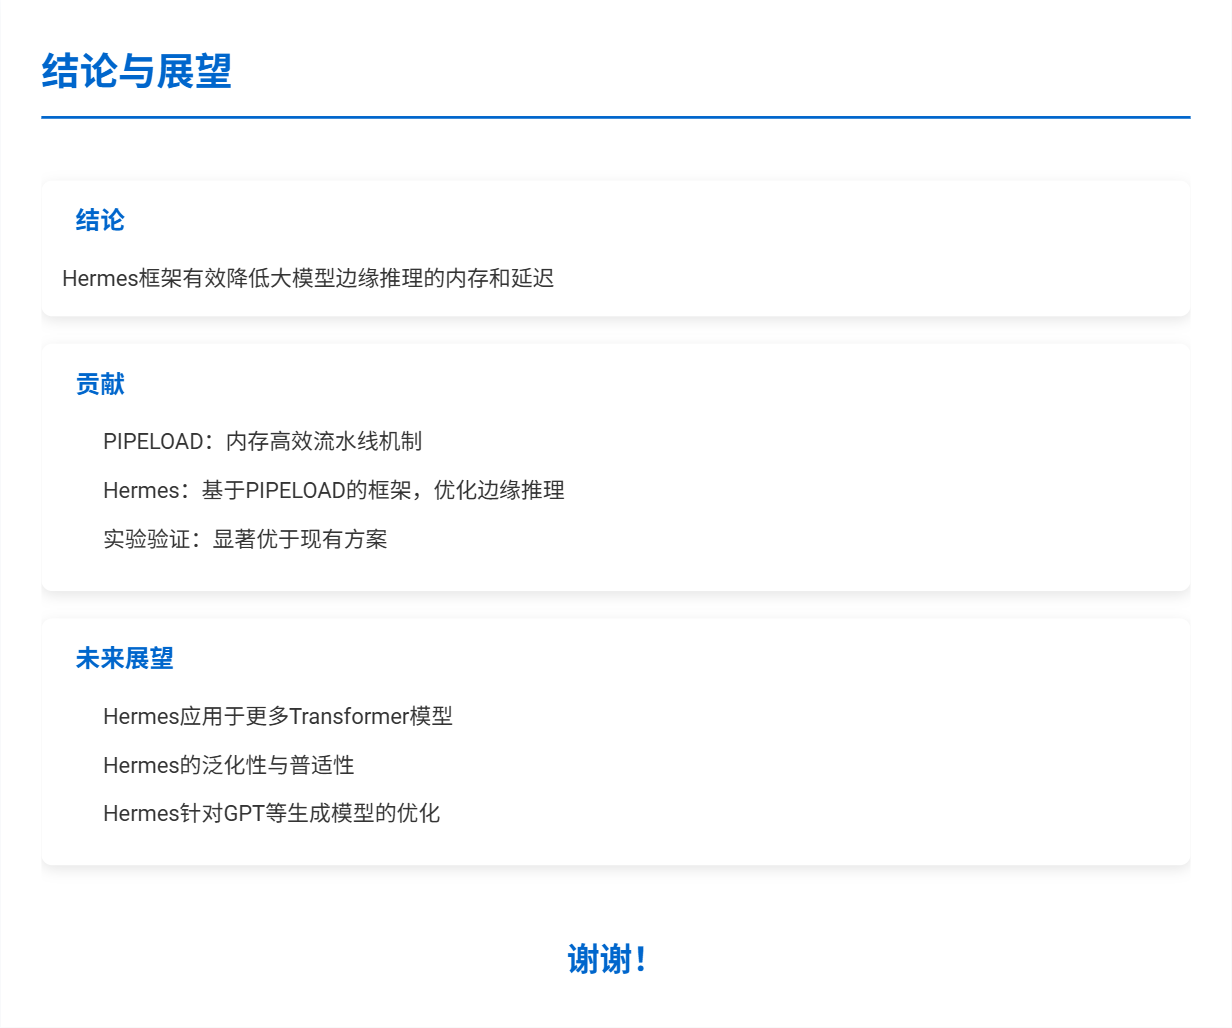 结论与展望
结论
Hermes框架有效降低大模型边缘推理的内存和延迟
贡献
PIPELOAD：内存高效流水线机制
Hermes：基于PIPELOAD的框架，优化边缘推理
实验验证：显著优于现有方案
未来展望
Hermes应用于更多Transformer模型
Hermes的泛化性与普适性
Hermes针对GPT等生成模型的优化
谢谢！